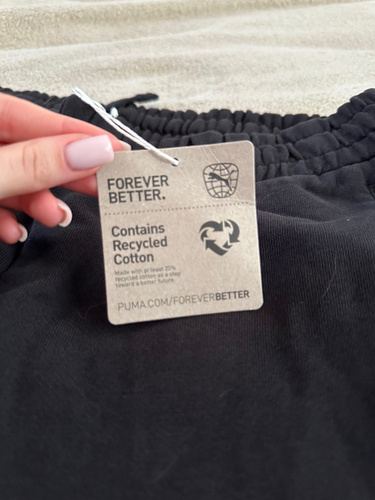 FOREVER
BETTER.
Contains
Recycled
Cotton
Made with at least 20%
recycled cotton as a step
toward a better future
PUMA.COM/FOREVERBETTER